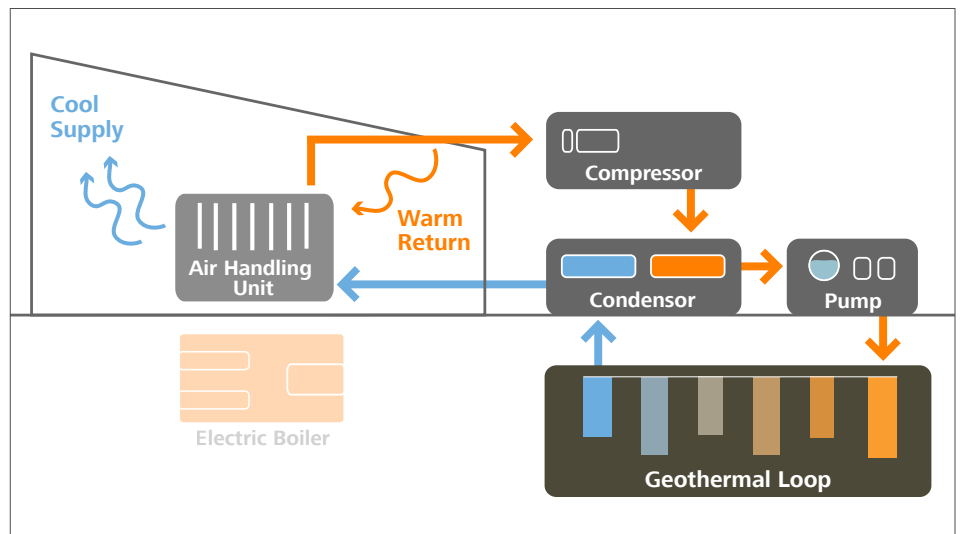 Cool
Supply
Compressor
Warm
Return
Air Handling
Unit
Condensor
Pump
Electric Boiler
Geothermal Loop